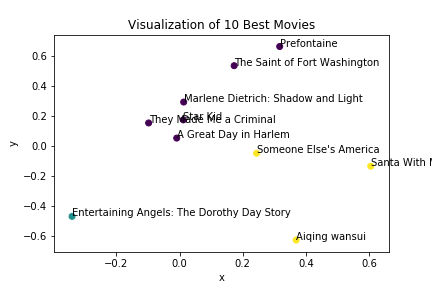 Visualization of 10 Best Movies
Prefontaine
The Saint of Fort Washington
Marlene Dietrich: Shadow and Light
Star Kid
They Made Me a Criminal
A Great Day in Harlem
Someone Else's America
Santa With M
Entertaining Angels: The Dorothy Day Story
Aiqing wansui
y
0.6
0.4
0.2
0.0
−0.2
−0.4
−0.6
−0.2
0.0
0.2
0.4
0.6
x